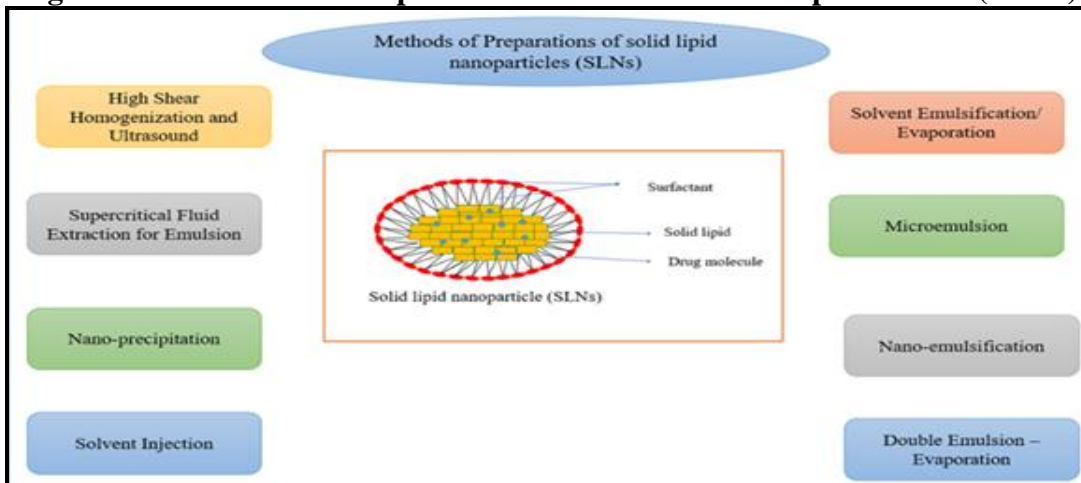 Methods of Preparations of solid lipid
nanoparticles (SLNs)
High Shear
Homogenization and
Ultrasound
Supercritical Fluid
Extraction for Emulsion
Nano-precipitation
Solvent Injection
Surfactant
Solid lipid
Drug molecule
Solid lipid nanoparticle (SLNs)
Solvent Emulsification/
Evaporation
Microemulsion
Nano-emulsification
Double Emulsion –
Evaporation